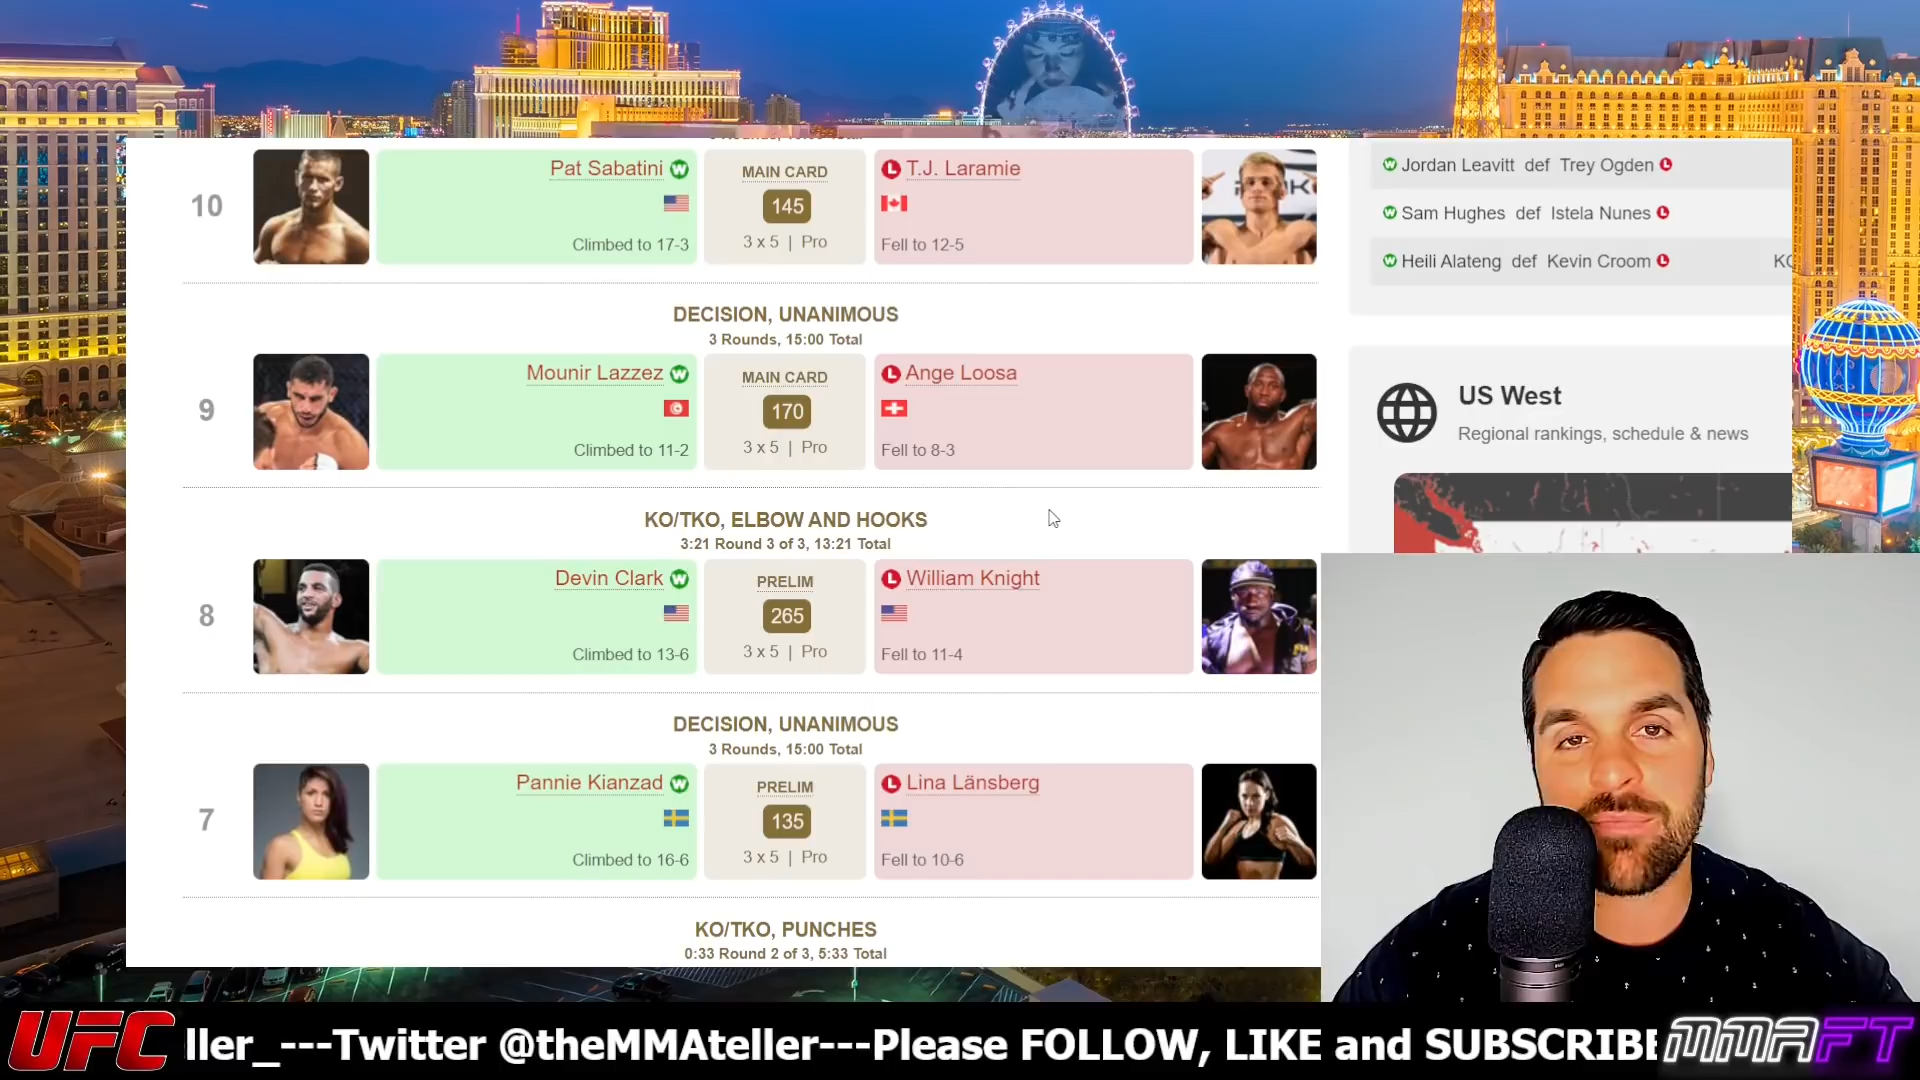 10
Pat Sabatini W
Climbed to 17-3
MAIN CARD
145
3 x 5 | Pro
L T.J. Laramie
Fell to 12-5
DECISION, UNANIMOUS
3 Rounds, 15:00 Total
9
Mounir Lazzez W
Climbed to 11-2
MAIN CARD
170
3 x 5 | Pro
L Ange Loosa
Fell to 8-3
KO/TKO, ELBOW AND HOOKS
3:21 Round 3 of 3, 13:21 Total
8
Devin Clark W
Climbed to 13-6
PRELIM
265
3 x 5 | Pro
L William Knight
Fell to 11-4
DECISION, UNANIMOUS
3 Rounds, 15:00 Total
7
Pannie Kianzad W
Climbed to 16-6
PRELIM
135
3 x 5 | Pro
L Lina Länsberg
Fell to 10-6
KO/TKO, PUNCHES
0:33 Round 2 of 3, 5:33 Total
W Jordan Leavitt def Trey Ogden L
W Sam Hughes def Istela Nunes L
W Heili Alateng def Kevin Croom L
US West
Regional rankings, schedule & news
UFC
ller_---Twitter @theMMAteller---Please FOLLOW, LIKE and SUBSCRIBE
MMAFT